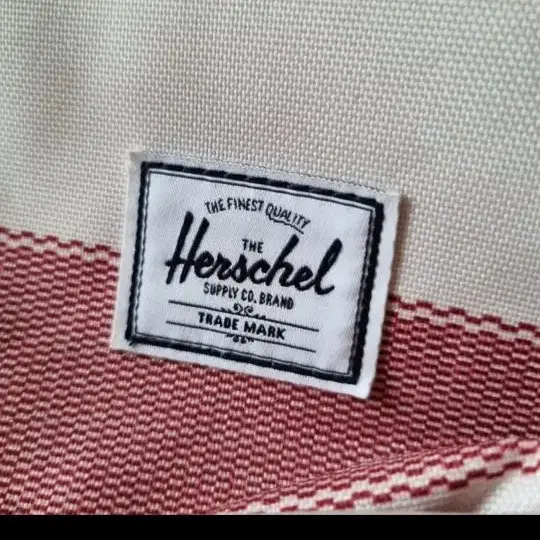 THE FINEST QUALITY
THE
Herschel
SUPPLY CO. BRAND
TRADE MARK